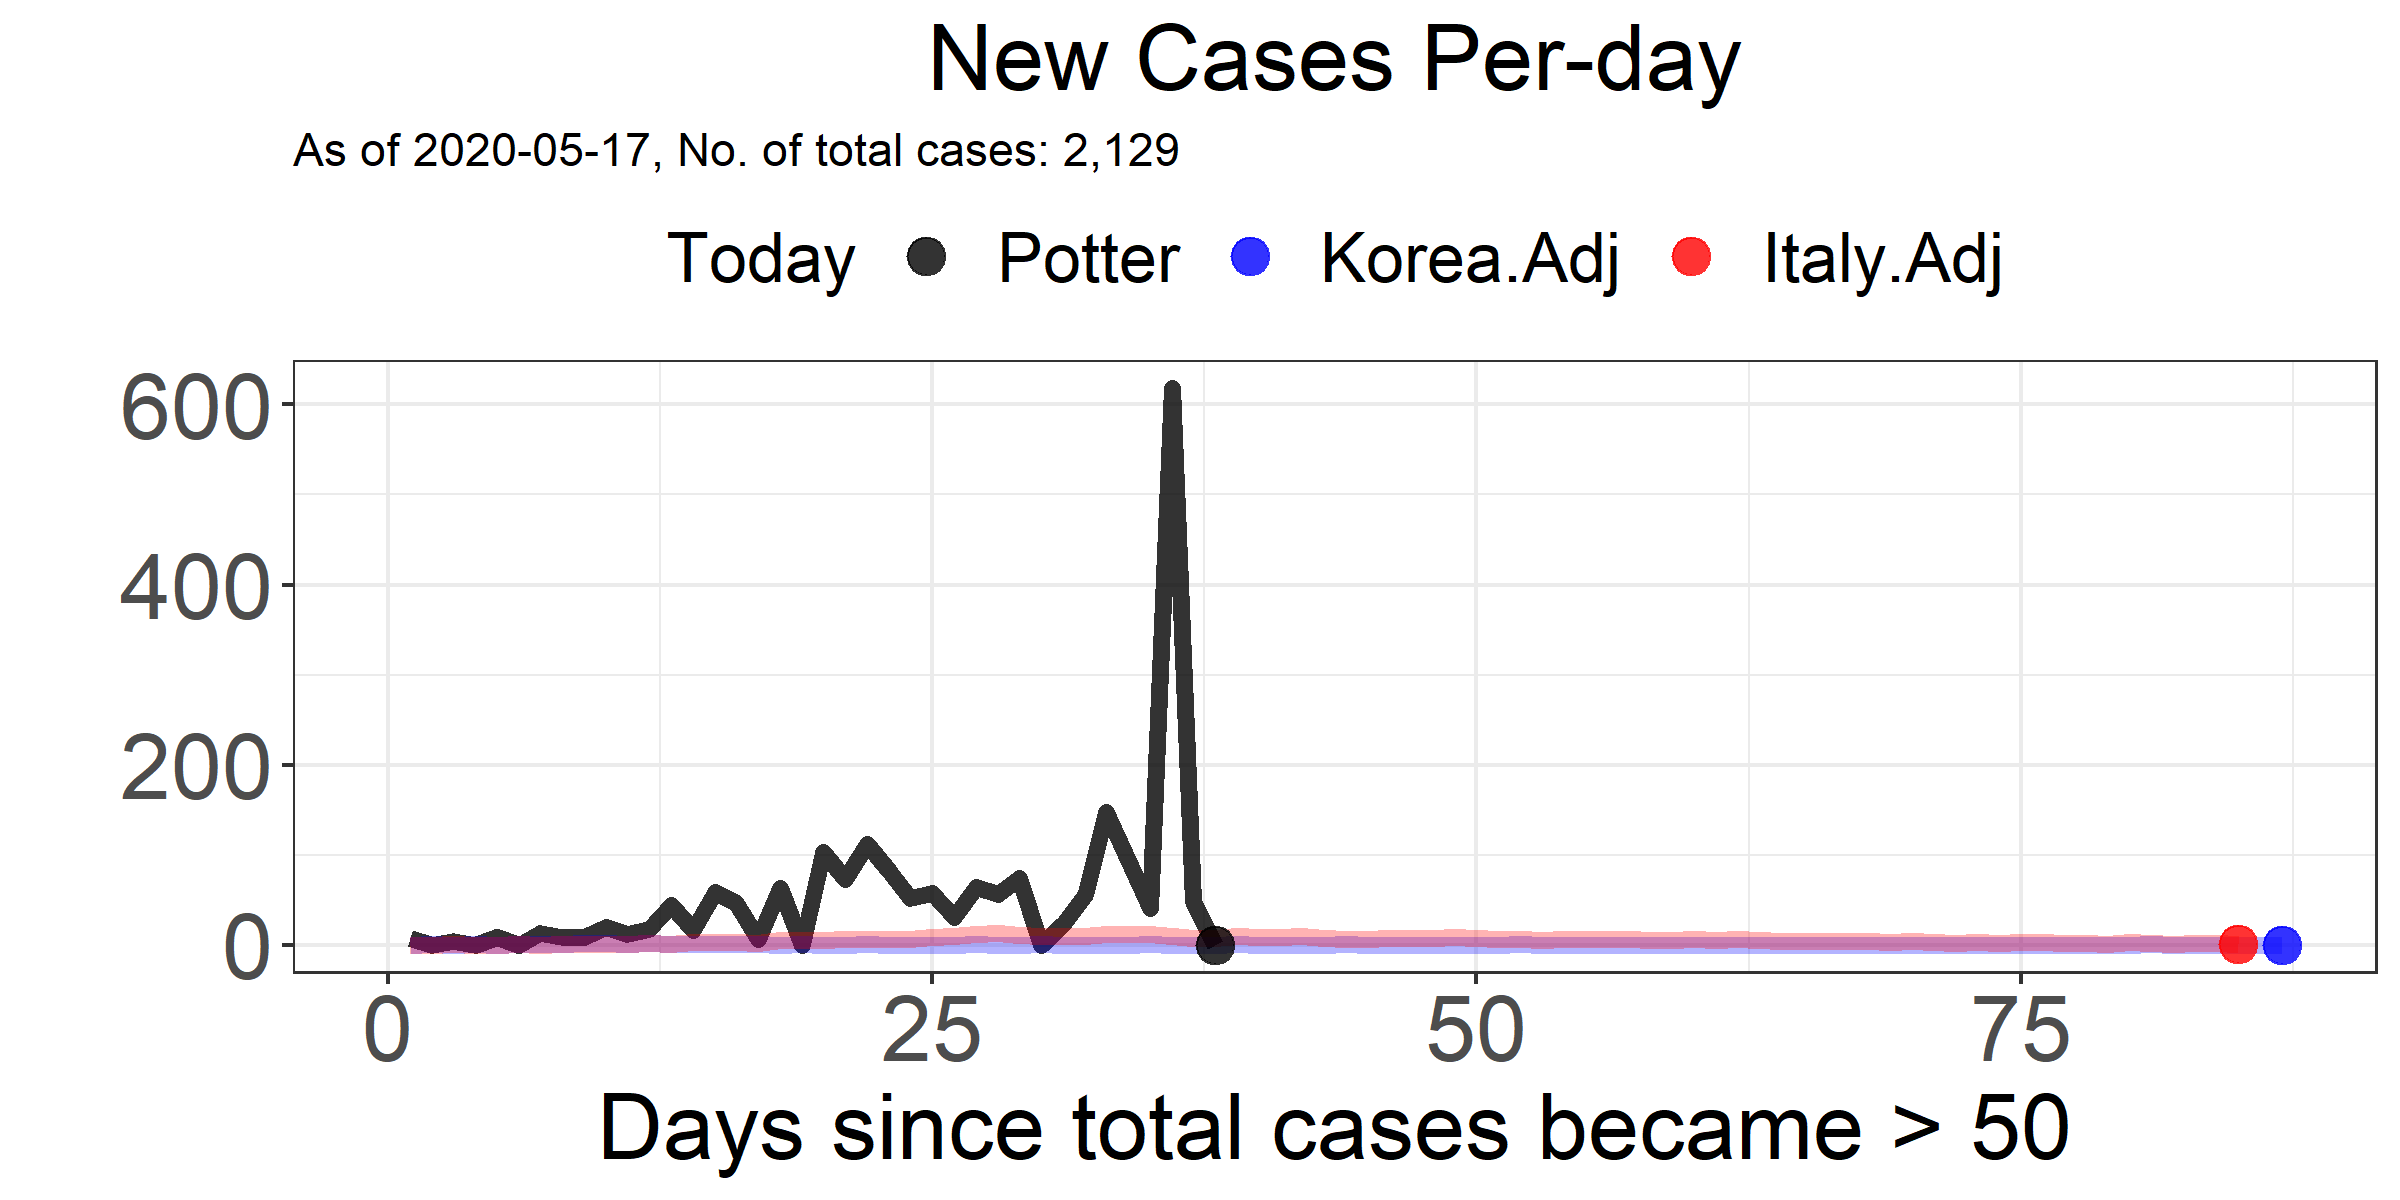 New Cases Per-day
As of 2020-05-17, No. of total cases: 2,129
Today Potter Korea.Adj Italy.Adj
600
400
200
0
0 25 50 75
Days since total cases became > 50